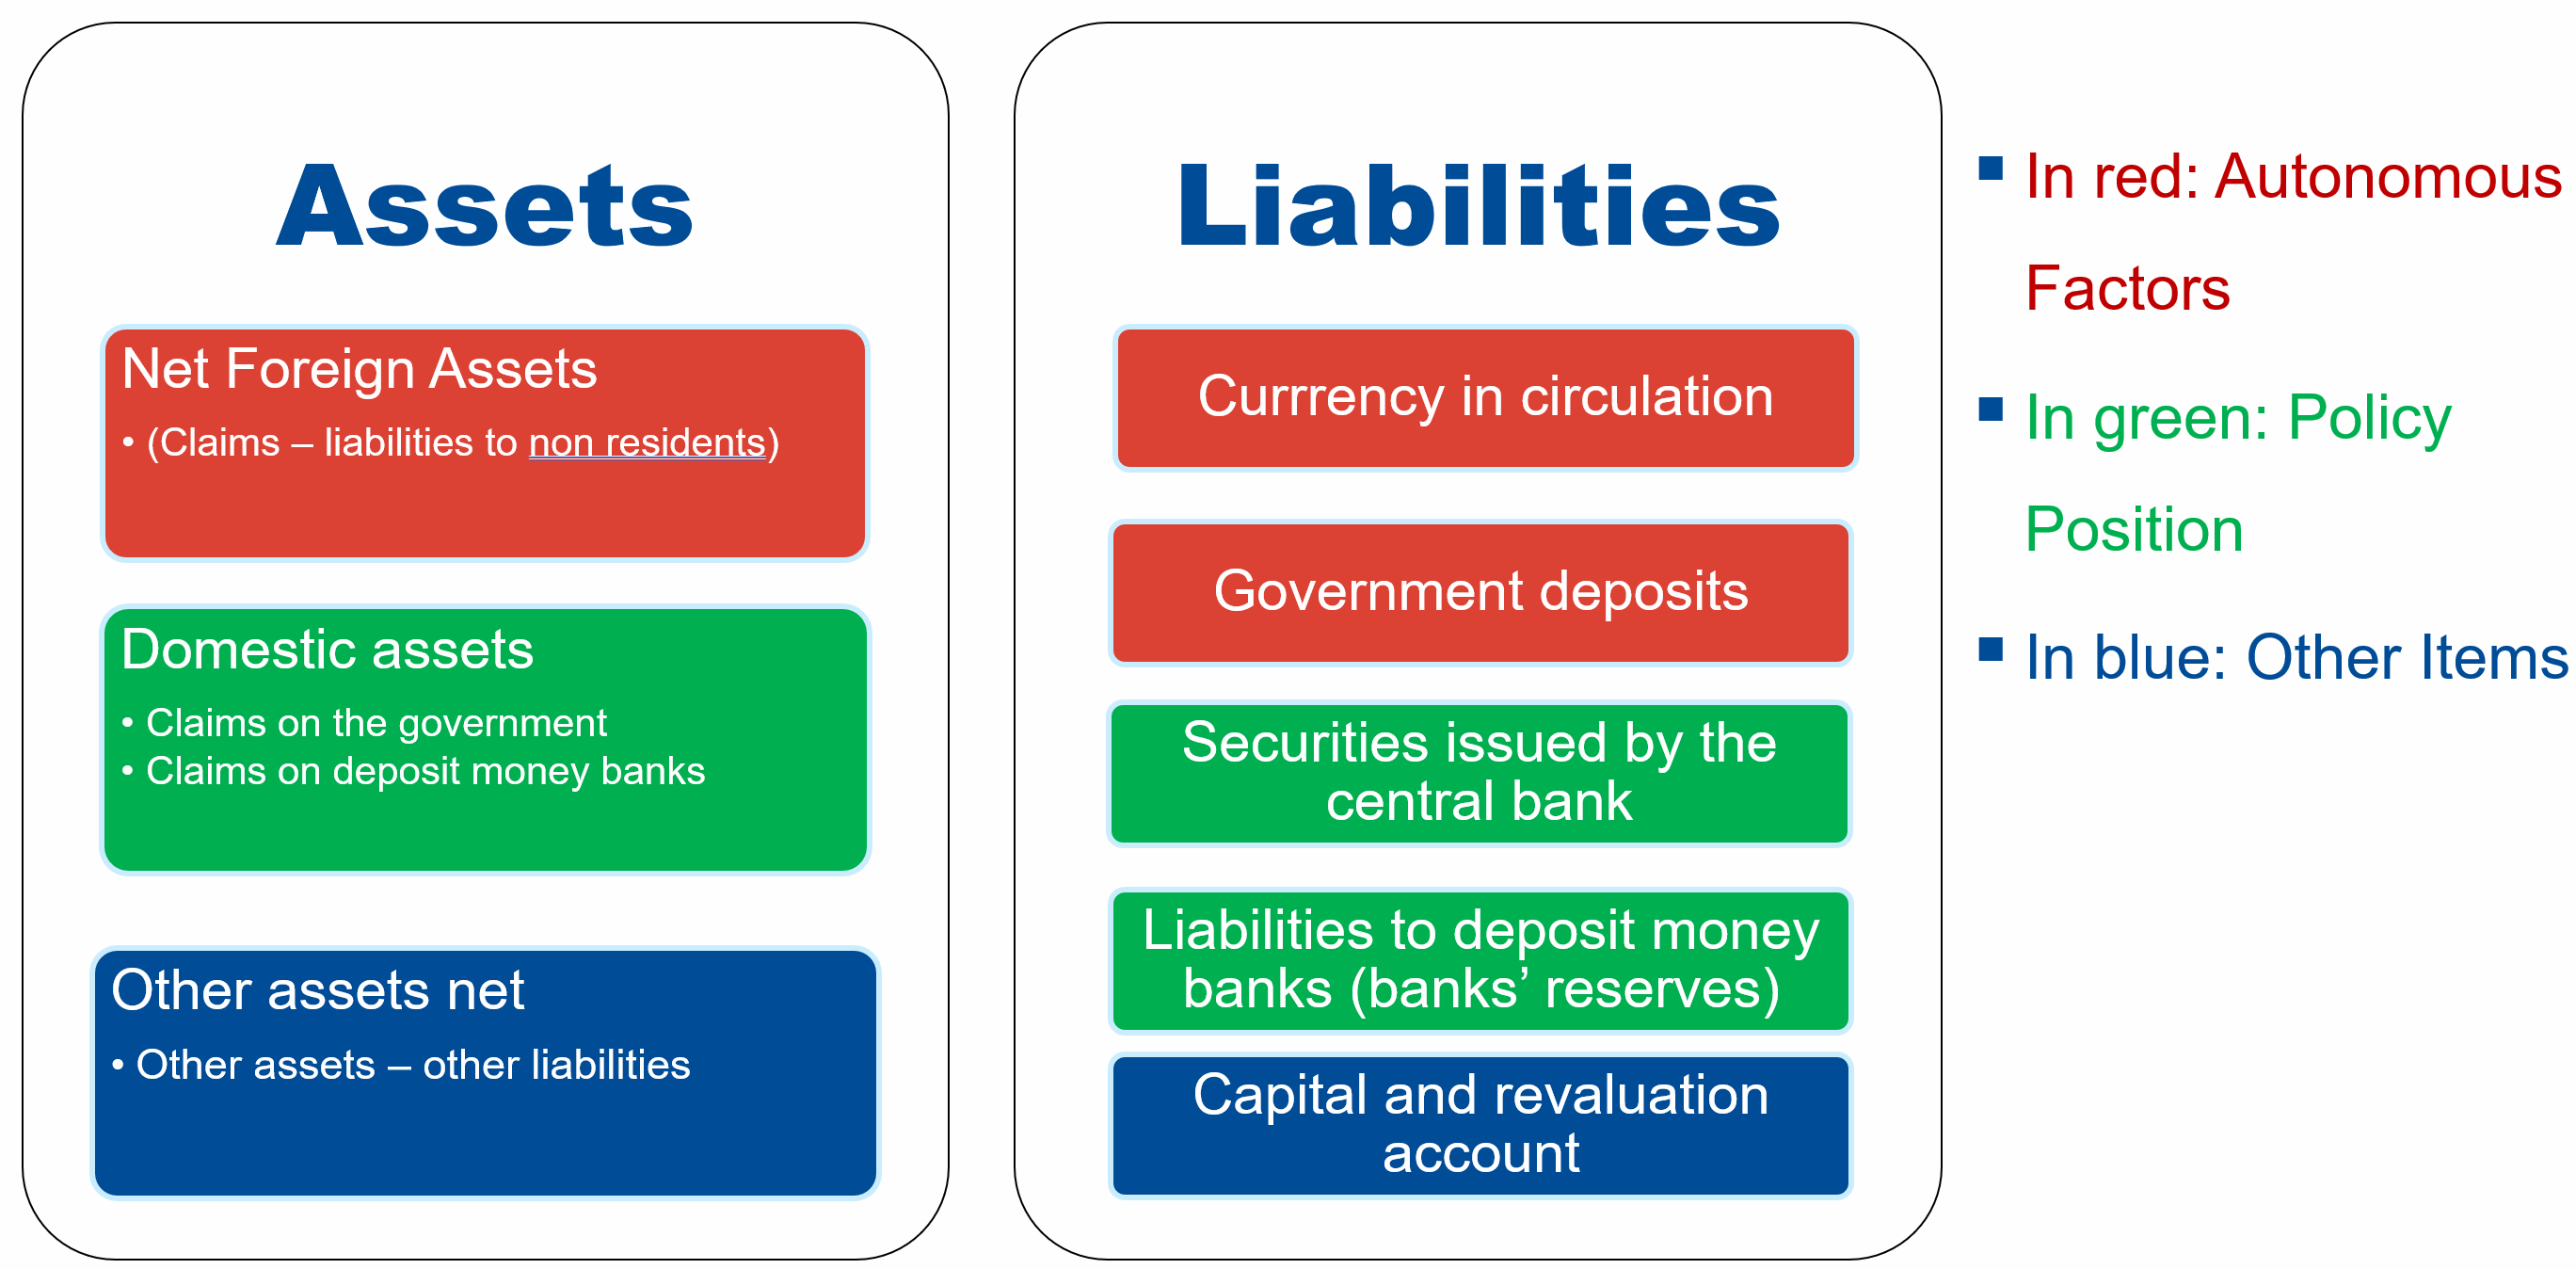 Assets
Net Foreign Assets
• (Claims – liabilities to non residents)
Domestic assets
• Claims on the government
• Claims on deposit money banks
Other assets net
• Other assets – other liabilities
Liabilities
Currrency in circulation
Government deposits
Securities issued by the
central bank
Liabilities to deposit money
banks (banks’ reserves)
Capital and revaluation
account
▪ In red: Autonomous
Factors
▪ In green: Policy
Position
▪ In blue: Other Items